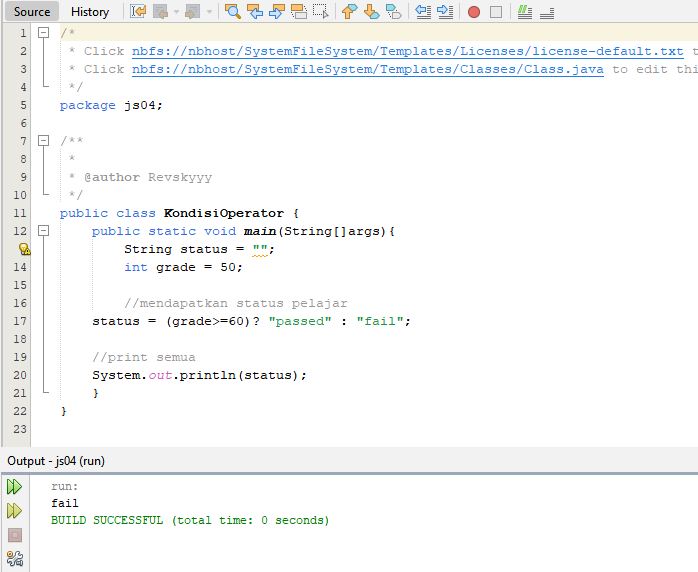 Source History
1 /*
2 * Click nbfs://nbhost/SystemFileSystem/Templates/Licenses/license-default.txt t
3 * Click nbfs://nbhost/SystemFileSystem/Templates/Classes/Class.java to edit thi
4 */
5 package js04;
6
7 /**
8 *
9 * @author Revskyyy
10 */
11 public class KondisiOperator {
12 public static void main(String[]args){
String status = "";
14 int grade = 50;
15
16 //mendapatkan status pelajar
17 status = (grade>=60)? "passed" : "fail";
18
19 //print semua
20 System.out.println(status);
21 }
22 }
23
Output - js04 (run)
run:
fail
BUILD SUCCESSFUL (total time: 0 seconds)